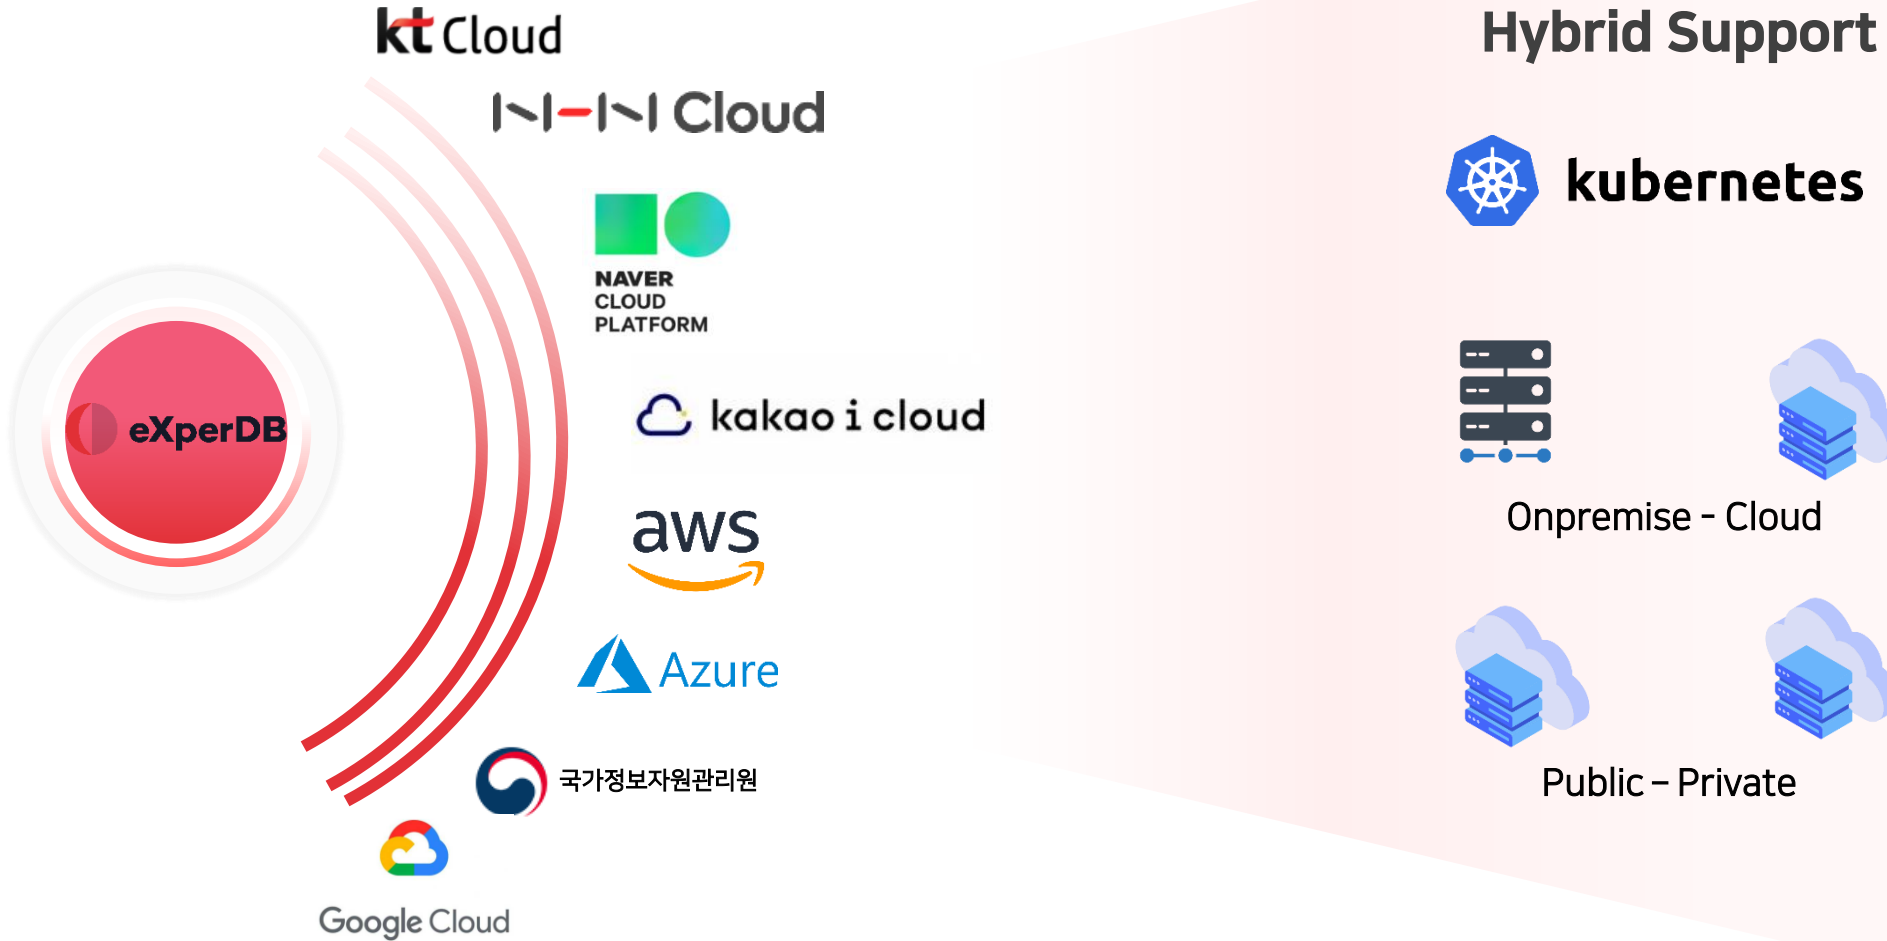 kt Cloud
NHN Cloud
NAVER
CLOUD
PLATFORM
kakao i cloud
aws
Azure
국가정보자원관리원
Google Cloud
eXperDB
Hybrid Support
kubernetes
Onpremise - Cloud
Public – Private